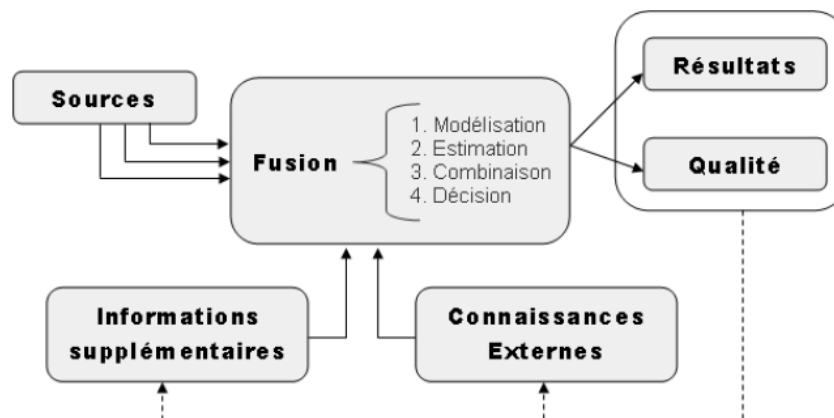 Sources
Fusion
1. Modélisation
2. Estimation
3. Combinaison
4. Décision
Résultats
Qualité
Informations
supplémentaires
Connaissances
Externes